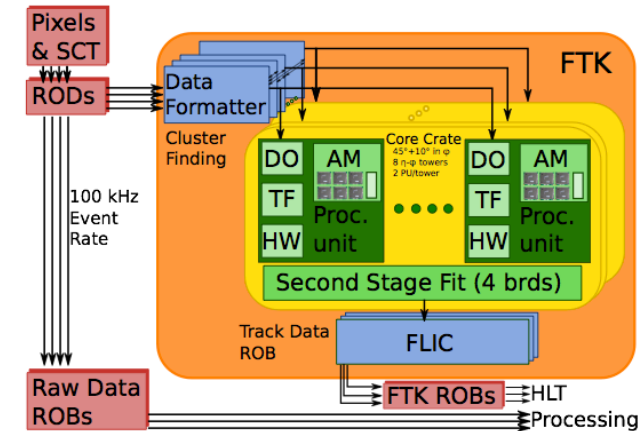 Pixels
& SCT
RODs
Data
Formatter
Cluster
Finding
FTK
Core Crate
45°+10° in φ
8 η-φ towers
2 PU/tower
DO
TF
HW
AM
Proc.
unit
DO
TF
HW
AM
Proc.
unit
100 kHz
Event
Rate
Second Stage Fit (4 brds)
Track Data
ROB
FLIC
Raw Data
ROBs
FTK ROBs
HLT
Processing